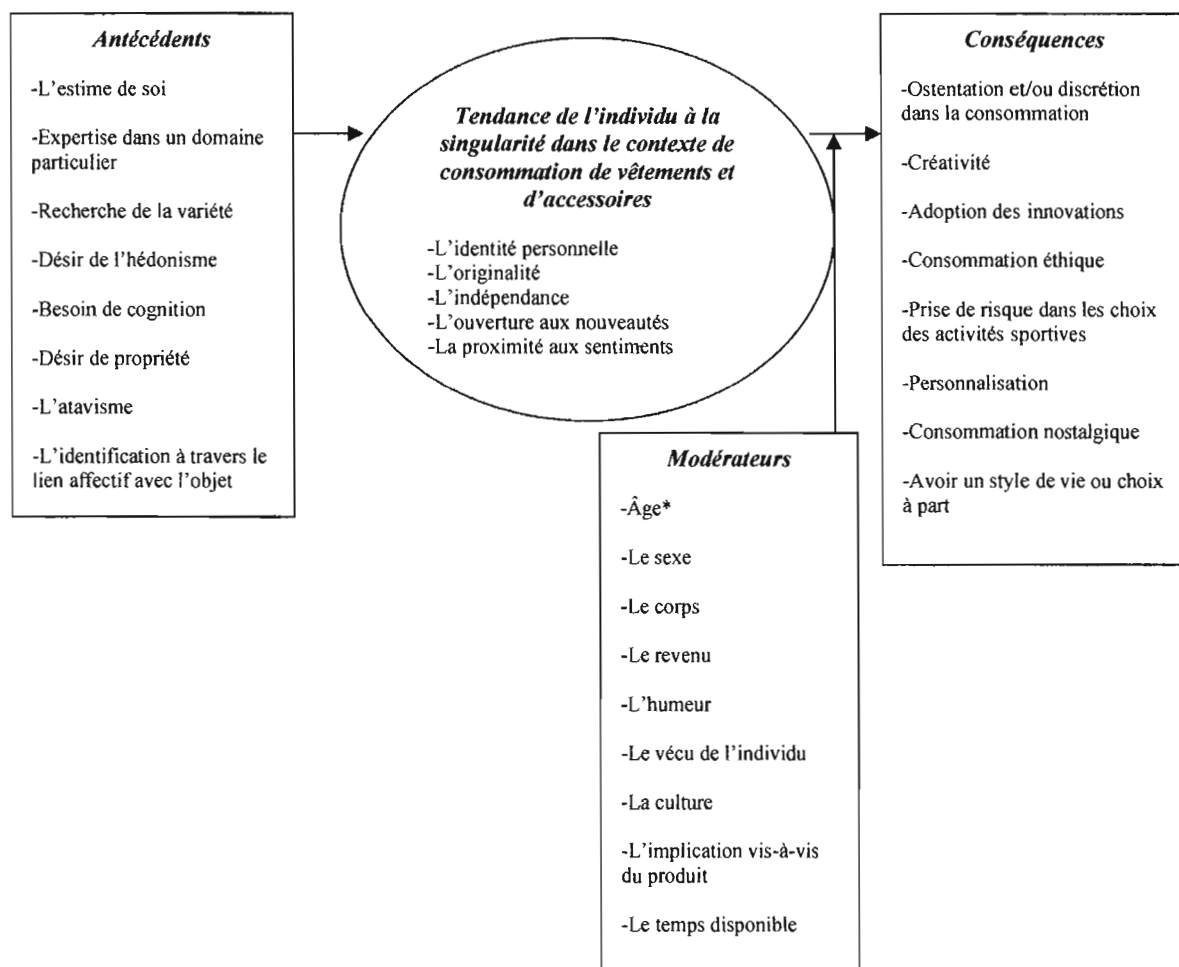 Antécédents
-L'estime de soi
-Expertise dans un domaine
particulier
-Recherche de la variété
-Désir de l'hédonisme
-Besoin de cognition
-Désir de propriété
-L'atavisme
-L'identification à travers le
lien affectif avec l'objet
Tendance de l'individu à la
singularité dans le contexte de
consommation de vêtements et
d'accessoires
-L'identité personnelle
-L'originalité
-L'indépendance
-L'ouverture aux nouveautés
-La proximité aux sentiments
Conséquences
-Ostentation et/ou discrétion
dans la consommation
-Créativité
-Adoption des innovations
-Consommation éthique
-Prise de risque dans les choix
des activités sportives
-Personnalisation
-Consommation nostalgique
-Avoir un style de vie ou choix
à part
Modérateurs
-Âge*
-Le sexe
-Le corps
-Le revenu
-L'humeur
-Le vécu de l'individu
-La culture
-L'implication vis-à-vis
du produit
-Le temps disponible